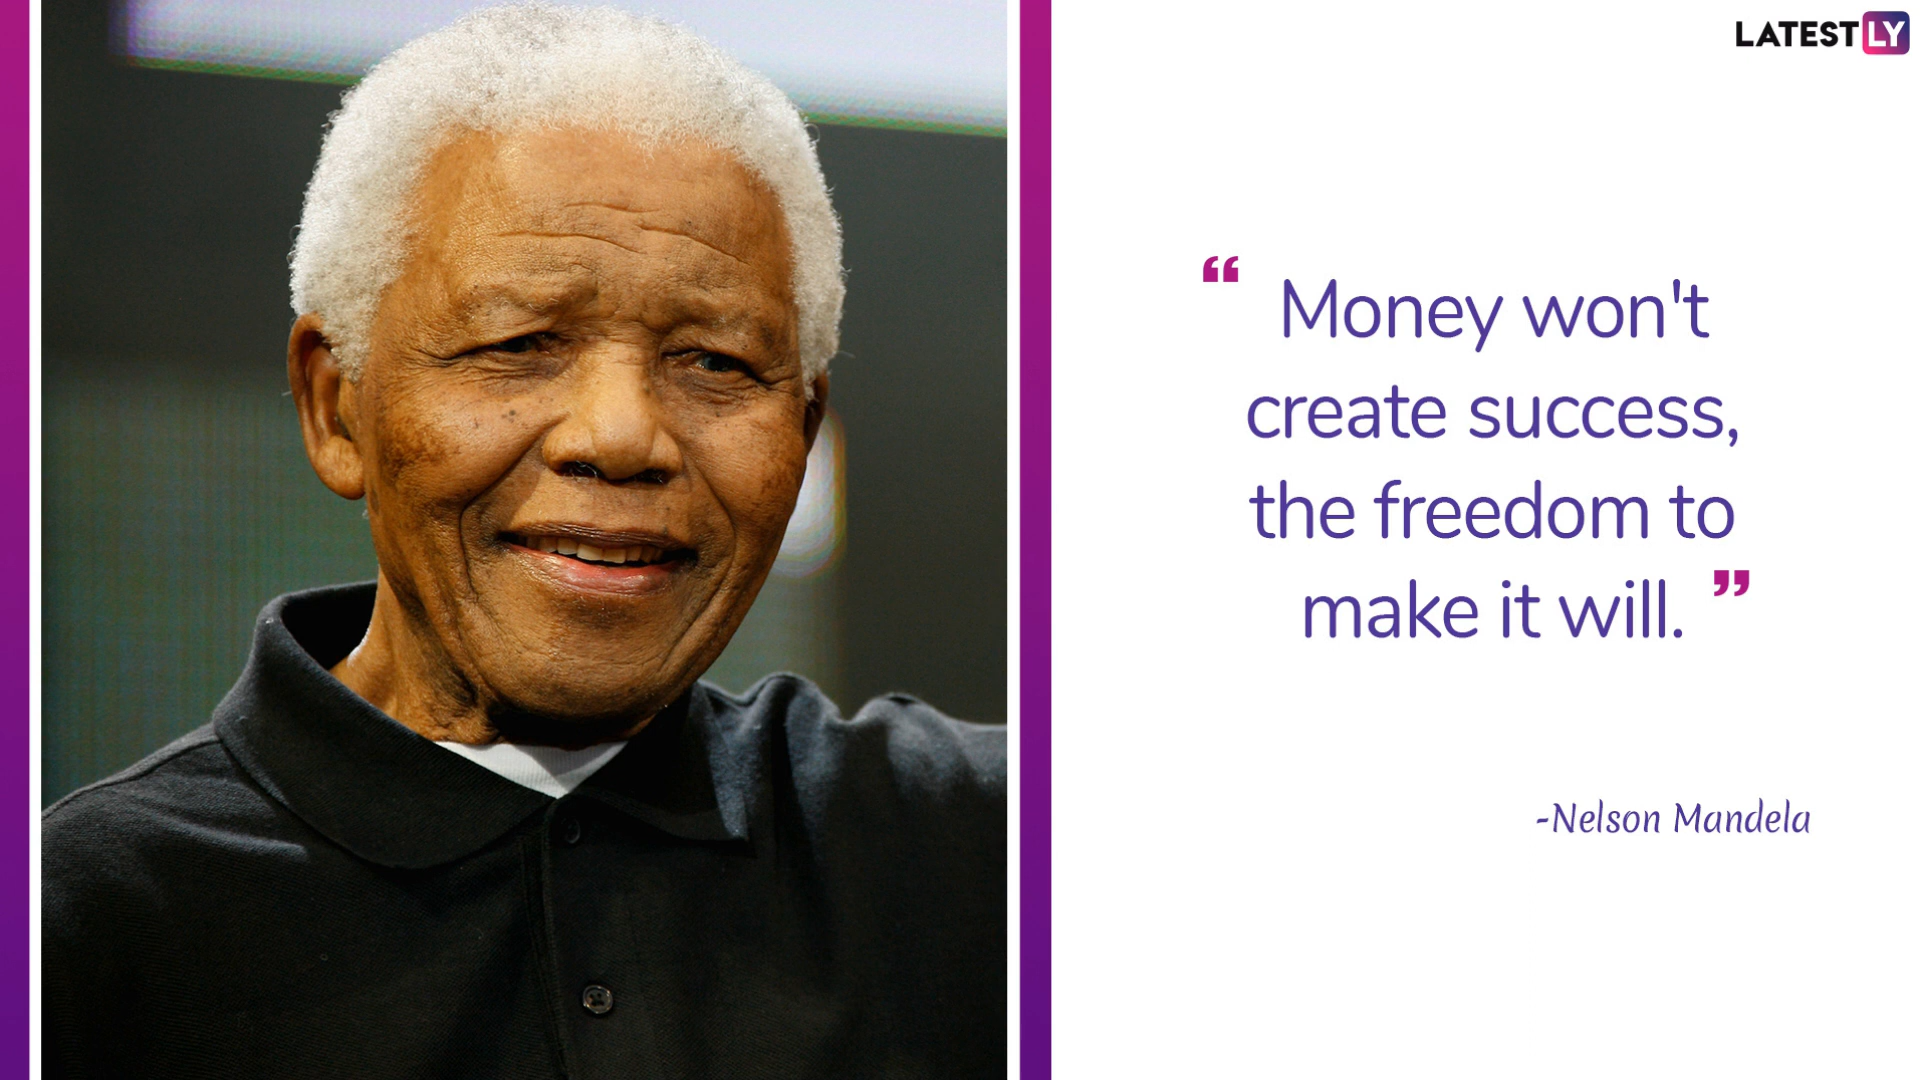 LATESTLY
“ Money won't
create success,
the freedom to
make it will. ”
-Nelson Mandela